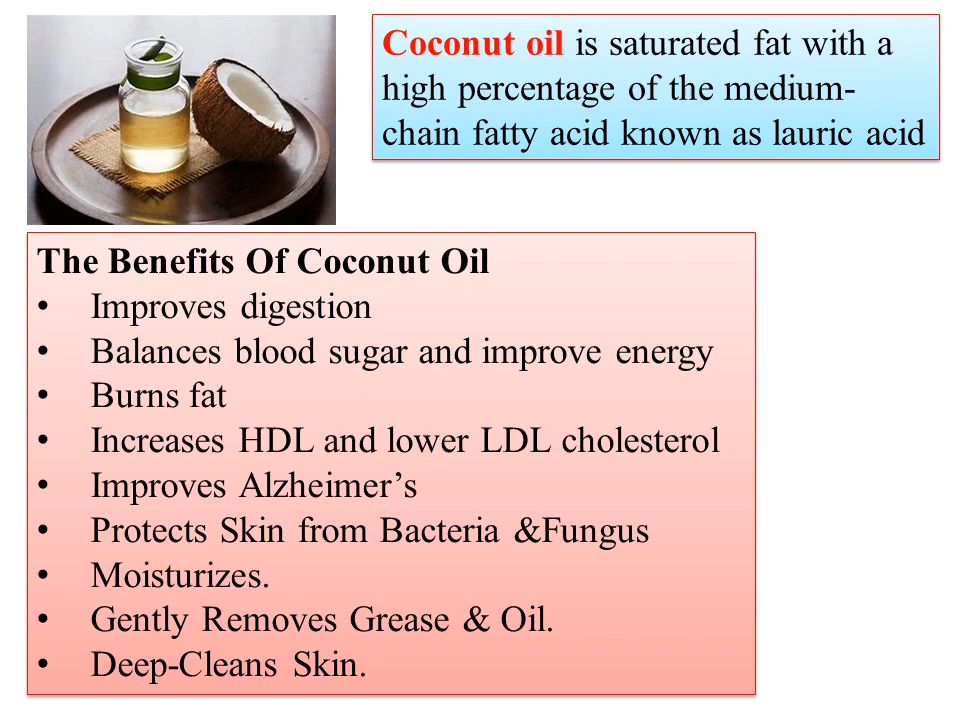 Coconut oil is saturated fat with a
high percentage of the medium-
chain fatty acid known as lauric acid
The Benefits Of Coconut Oil
• Improves digestion
• Balances blood sugar and improve energy
• Burns fat
• Increases HDL and lower LDL cholesterol
• Improves Alzheimer’s
• Protects Skin from Bacteria &Fungus
• Moisturizes.
• Gently Removes Grease & Oil.
• Deep-Cleans Skin.